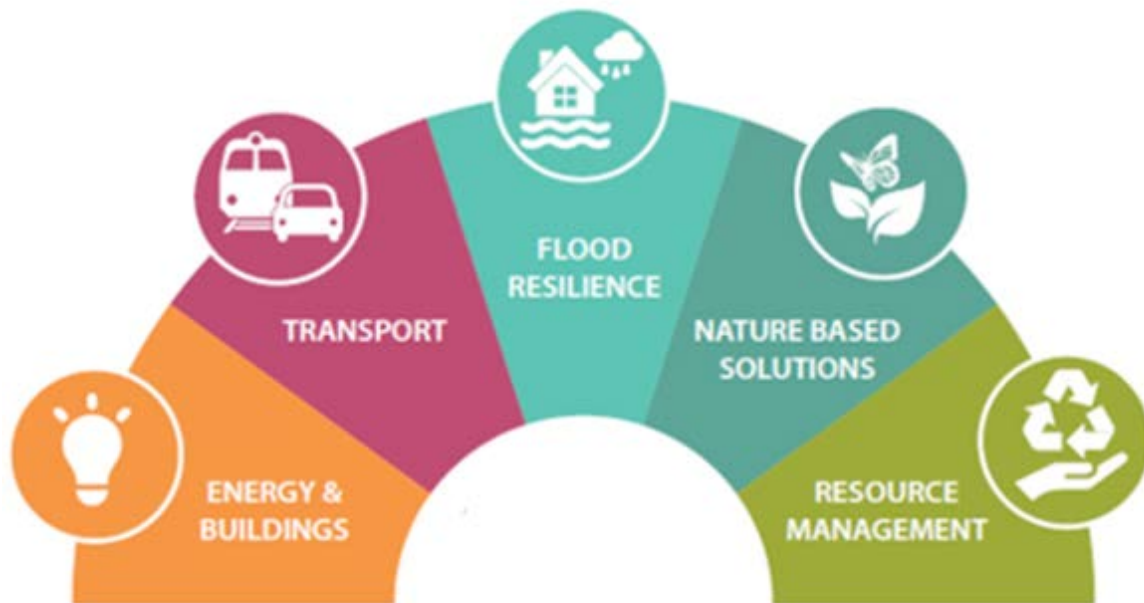 ENERGY &
BUILDINGS
TRANSPORT
FLOOD
RESILIENCE
NATURE BASED
SOLUTIONS
RESOURCE
MANAGEMENT